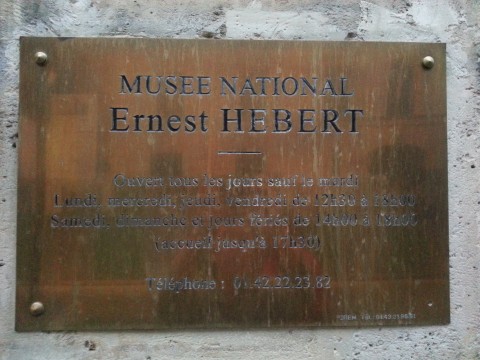 MUSEE NATIONAL
Ernest HEBERT
Ouvert tous les jours sauf le mardi
Lundi, mercredi, jeudi, vendredi de 12h30 à 18h00
Samedi, dimanche et jours fériés de 14h00 à 18h00
(accueil jusqu'à 17h30)
Téléphone : 01.42.22.23.82